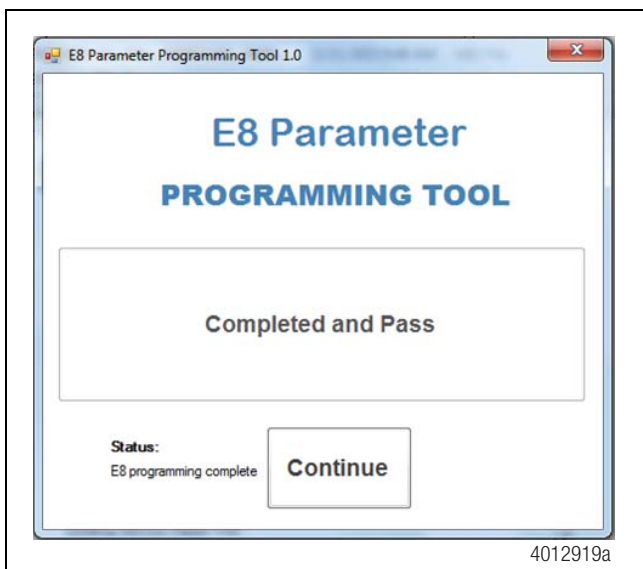 E8 Parameter Programming Tool 1.0
E8 Parameter
PROGRAMMING TOOL
Completed and Pass
Status:
E8 programming complete
Continue
4012919a